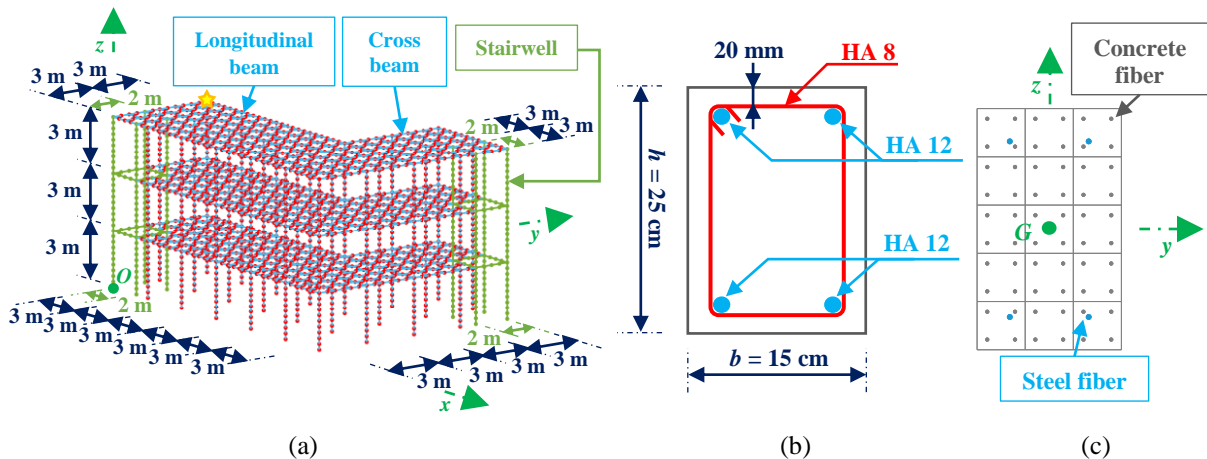 z
Longitudinal
beam
Cross
beam
Stairwell
3 m
3 m
2 m
3 m
3 m
3 m
2 m
3 m
3 m
y
O
2 m
3 m
3 m
3 m
3 m
3 m
3 m
2 m
3 m
3 m
3 m
3 m
x
(a)
20 mm
HA 8
HA 12
h = 25 cm
HA 12
b = 15 cm
(b)
Concrete
fiber
z
G
y
Steel fiber
(c)